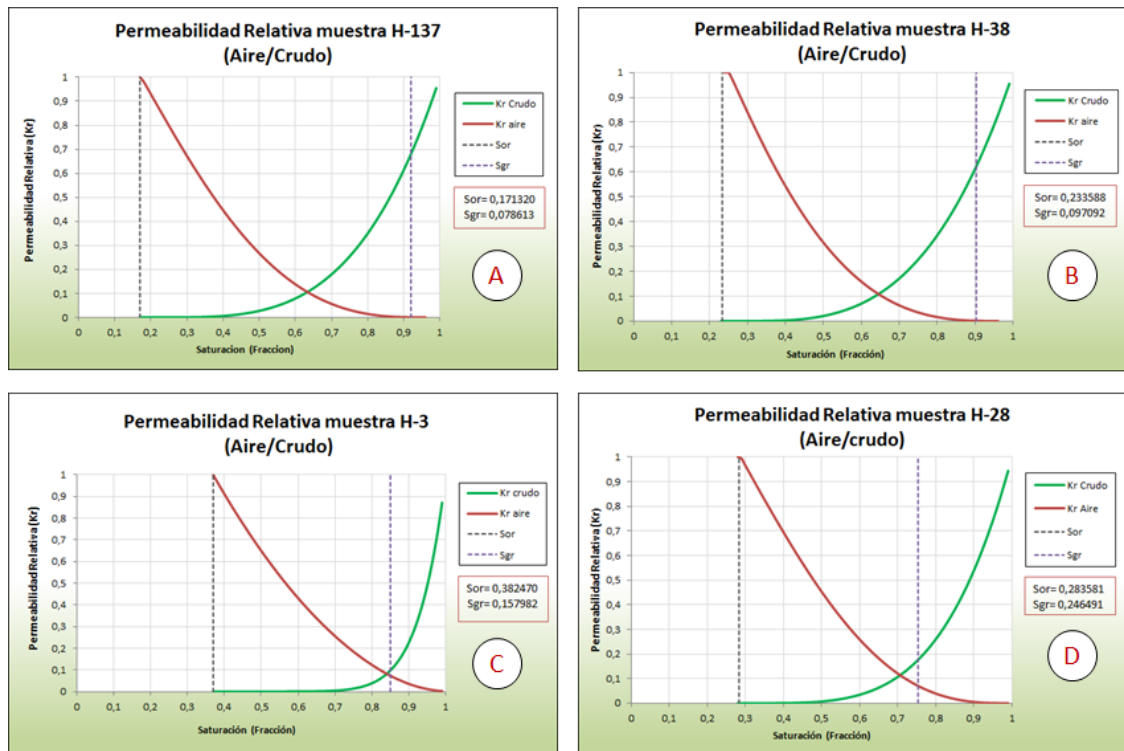 Permeabilidad Relativa muestra H-137
(Aire/Crudo)
Permeabilidad Relativa (Kr)
1
0,9
0,8
0,7
0,6
0,5
0,4
0,3
0,2
0,1
0
0 0,1 0,2 0,3 0,4 0,5 0,6 0,7 0,8 0,9 1
Saturacion (Fraccion)
Kr Crudo
Kr aire
Sor
Sgr
Sor= 0,171320
Sgr= 0,078613
A
Permeabilidad Relativa muestra H-38
(Aire/Crudo)
Permeabilidad Relativa (Kr)
1
0,9
0,8
0,7
0,6
0,5
0,4
0,3
0,2
0,1
0
0 0,1 0,2 0,3 0,4 0,5 0,6 0,7 0,8 0,9 1
Saturación (Fracción)
Kr Crudo
Kr aire
Sor
Sgr
Sor= 0,233588
Sgr= 0,097092
B
Permeabilidad Relativa muestra H-3
(Aire/Crudo)
Permeabilidad Relativa (Kr)
1
0,9
0,8
0,7
0,6
0,5
0,4
0,3
0,2
0,1
0
0 0,1 0,2 0,3 0,4 0,5 0,6 0,7 0,8 0,9 1
Saturación (Fracción)
Kr crudo
Kr aire
Sor
Sgr
Sor= 0,382470
Sgr= 0,157982
C
Permeabilidad Relativa muestra H-28
(Aire/crudo)
Permeabilidad Relativa (Kr)
1
0,9
0,8
0,7
0,6
0,5
0,4
0,3
0,2
0,1
0
0 0,1 0,2 0,3 0,4 0,5 0,6 0,7 0,8 0,9 1
Saturación (Fracción)
Kr Crudo
Kr Aire
Sor
Sgr
Sor= 0,283581
Sgr= 0,246491
D